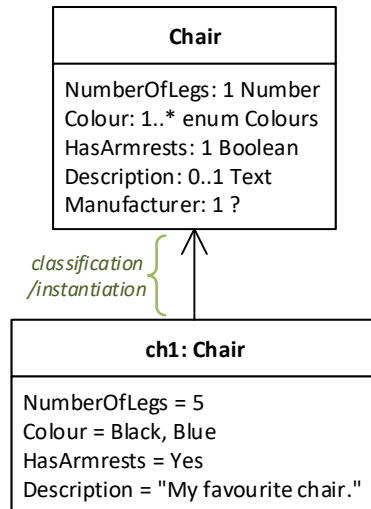 Chair
NumberOfLegs: 1 Number
Colour: 1..* enum Colours
HasArmrests: 1 Boolean
Description: 0..1 Text
Manufacturer: 1 ?
classification
/instantiation
ch1: Chair
NumberOfLegs = 5
Colour = Black, Blue
HasArmrests = Yes
Description = "My favourite chair."